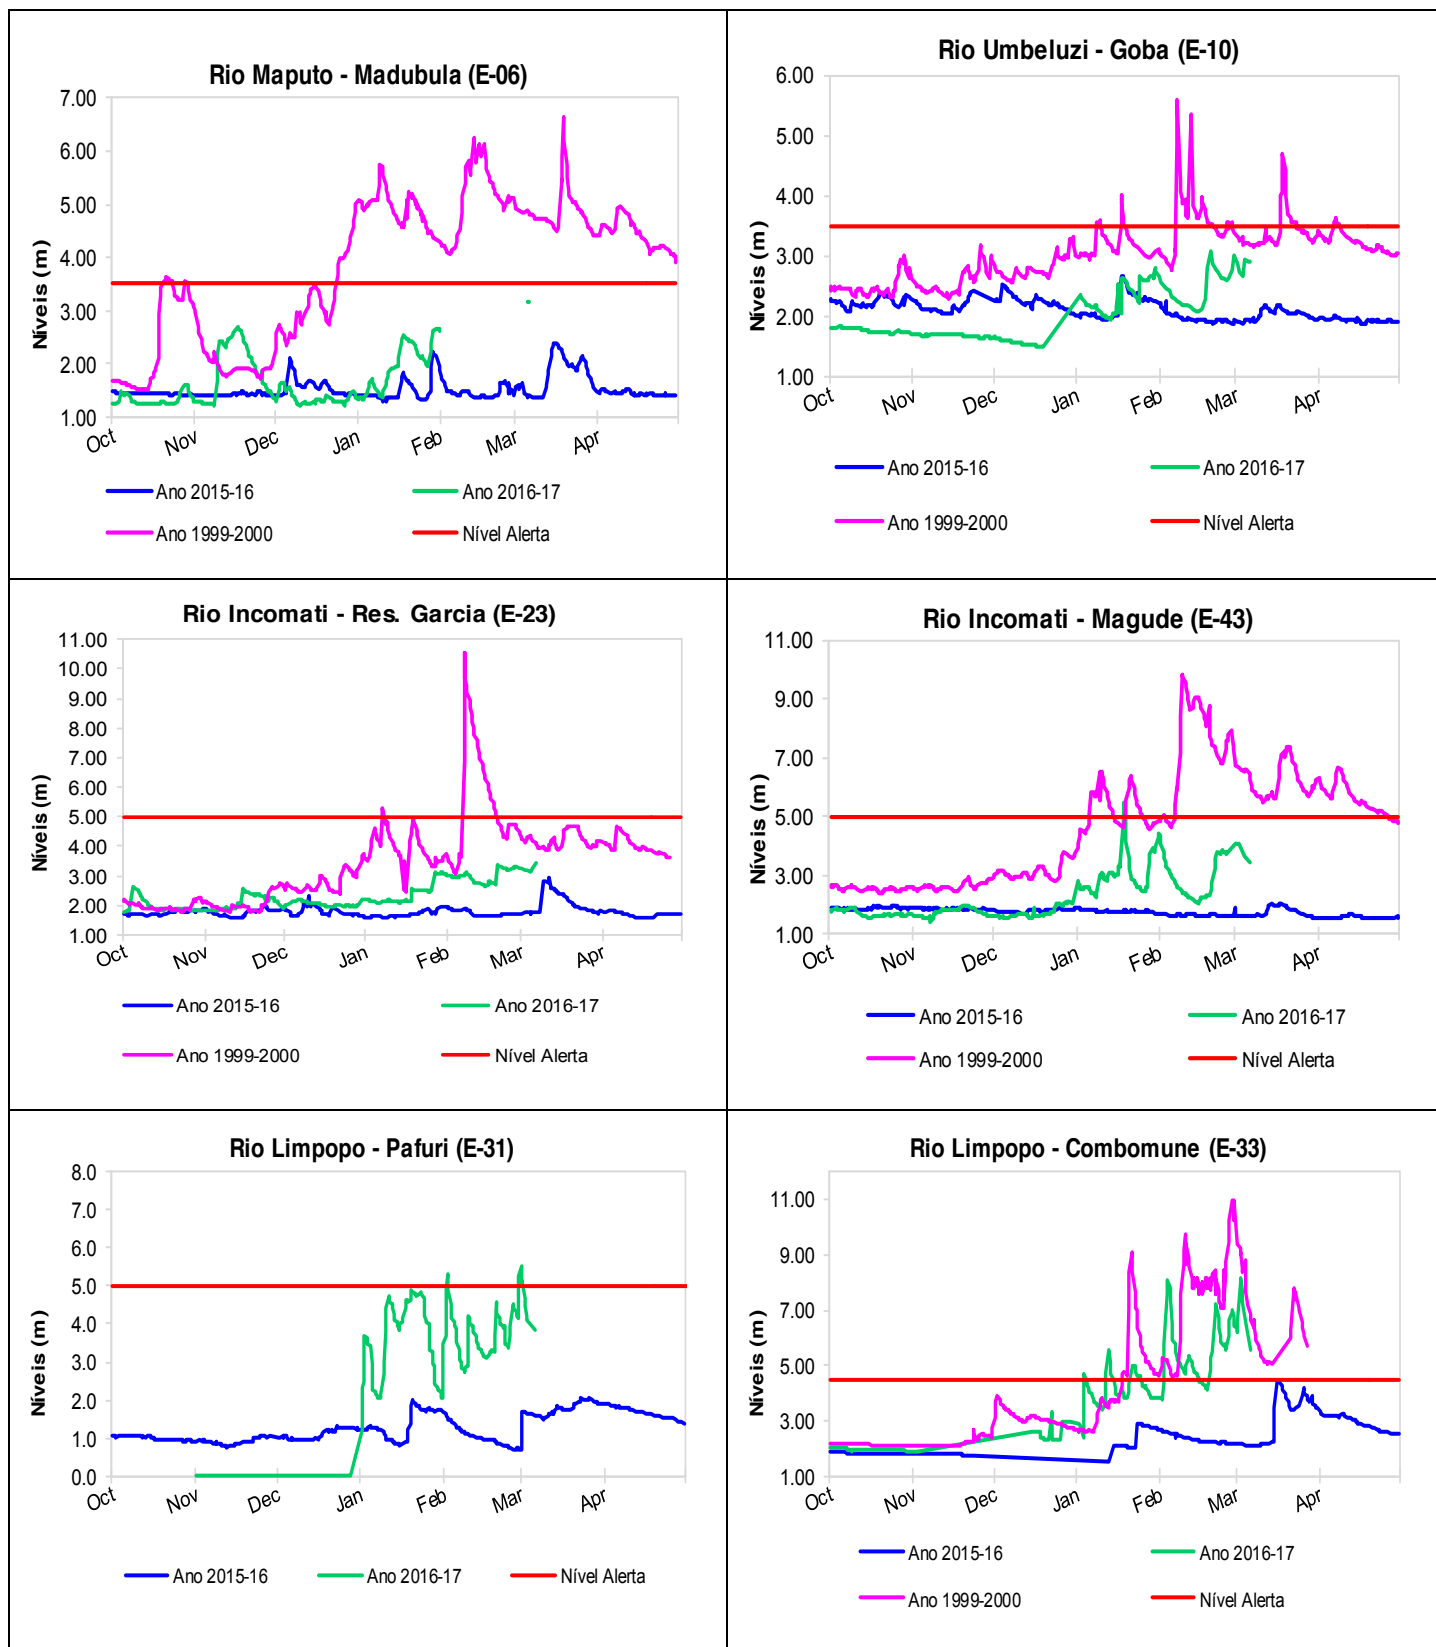 Rio Maputo - Madubula (E-06)
Níveis (m)
7.00
6.00
5.00
4.00
3.00
2.00
1.00
Oct Nov Dec Jan Feb Mar Apr
Ano 2015-16 Ano 2016-17
Ano 1999-2000 Nível Alerta
Rio Umbeluzi - Goba (E-10)
Níveis (m)
6.00
5.00
4.00
3.00
2.00
1.00
Oct Nov Dec Jan Feb Mar Apr
Ano 2015-16 Ano 2016-17
Ano 1999-2000 Nível Alerta
Rio Incomati - Res. Garcia (E-23)
Níveis (m)
11.00
10.00
9.00
8.00
7.00
6.00
5.00
4.00
3.00
2.00
1.00
Oct Nov Dec Jan Feb Mar Apr
Ano 2015-16 Ano 2016-17
Ano 1999-2000 Nível Alerta
Rio Incomati - Magude (E-43)
Níveis (m)
11.00
9.00
7.00
5.00
3.00
1.00
Oct Nov Dec Jan Feb Mar Apr
Ano 2015-16 Ano 2016-17
Ano 1999-2000 Nível Alerta
Rio Limpopo - Pafuri (E-31)
Níveis (m)
8.0
7.0
6.0
5.0
4.0
3.0
2.0
1.0
0.0
Oct Nov Dec Jan Feb Mar Apr
Ano 2015-16 Ano 2016-17 Nível Alerta
Rio Limpopo - Combomune (E-33)
Níveis (m)
11.00
9.00
7.00
5.00
3.00
1.00
Oct Nov Dec Jan Feb Mar Apr
Ano 2015-16 Ano 2016-17
Ano 1999-2000 Nível Alerta